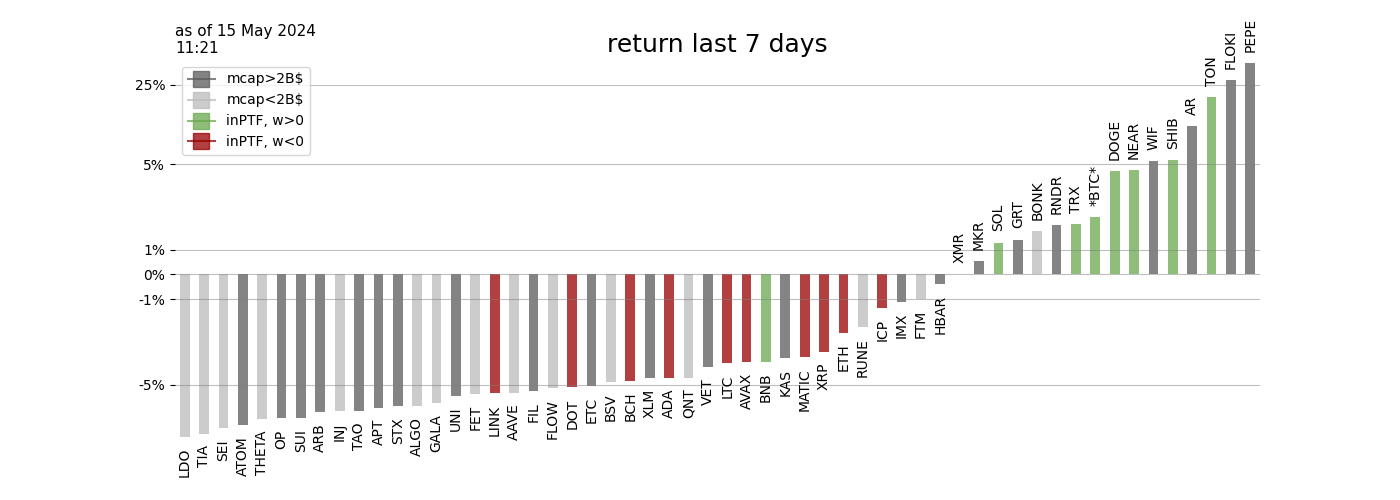 as of 15 May 2024
11:21
return last 7 days
mcap>2B$
mcap<2B$
inPTF, w>0
inPTF, w<0
25%
5%
1%
0%
-1%
-5%
LDO
TIA
SEI
ATOM
THETA
OP
SUI
ARB
INJ
TAO
APT
STX
ALGO
GALA
UNI
FET
LINK
AAVE
FIL
FLOW
DOT
ETC
BSV
BCH
XLM
ADA
QNT
VET
LTC
AVAX
BNB
KAS
MATIC
XRP
ETH
RUNE
ICP
IMX
FTM
HBAR
XMR
MKR
SOL
GRT
BONK
RNDR
TRX
*BTC*
DOGE
NEAR
WIF
SHIB
AR
TON
FLOKI
PEPE